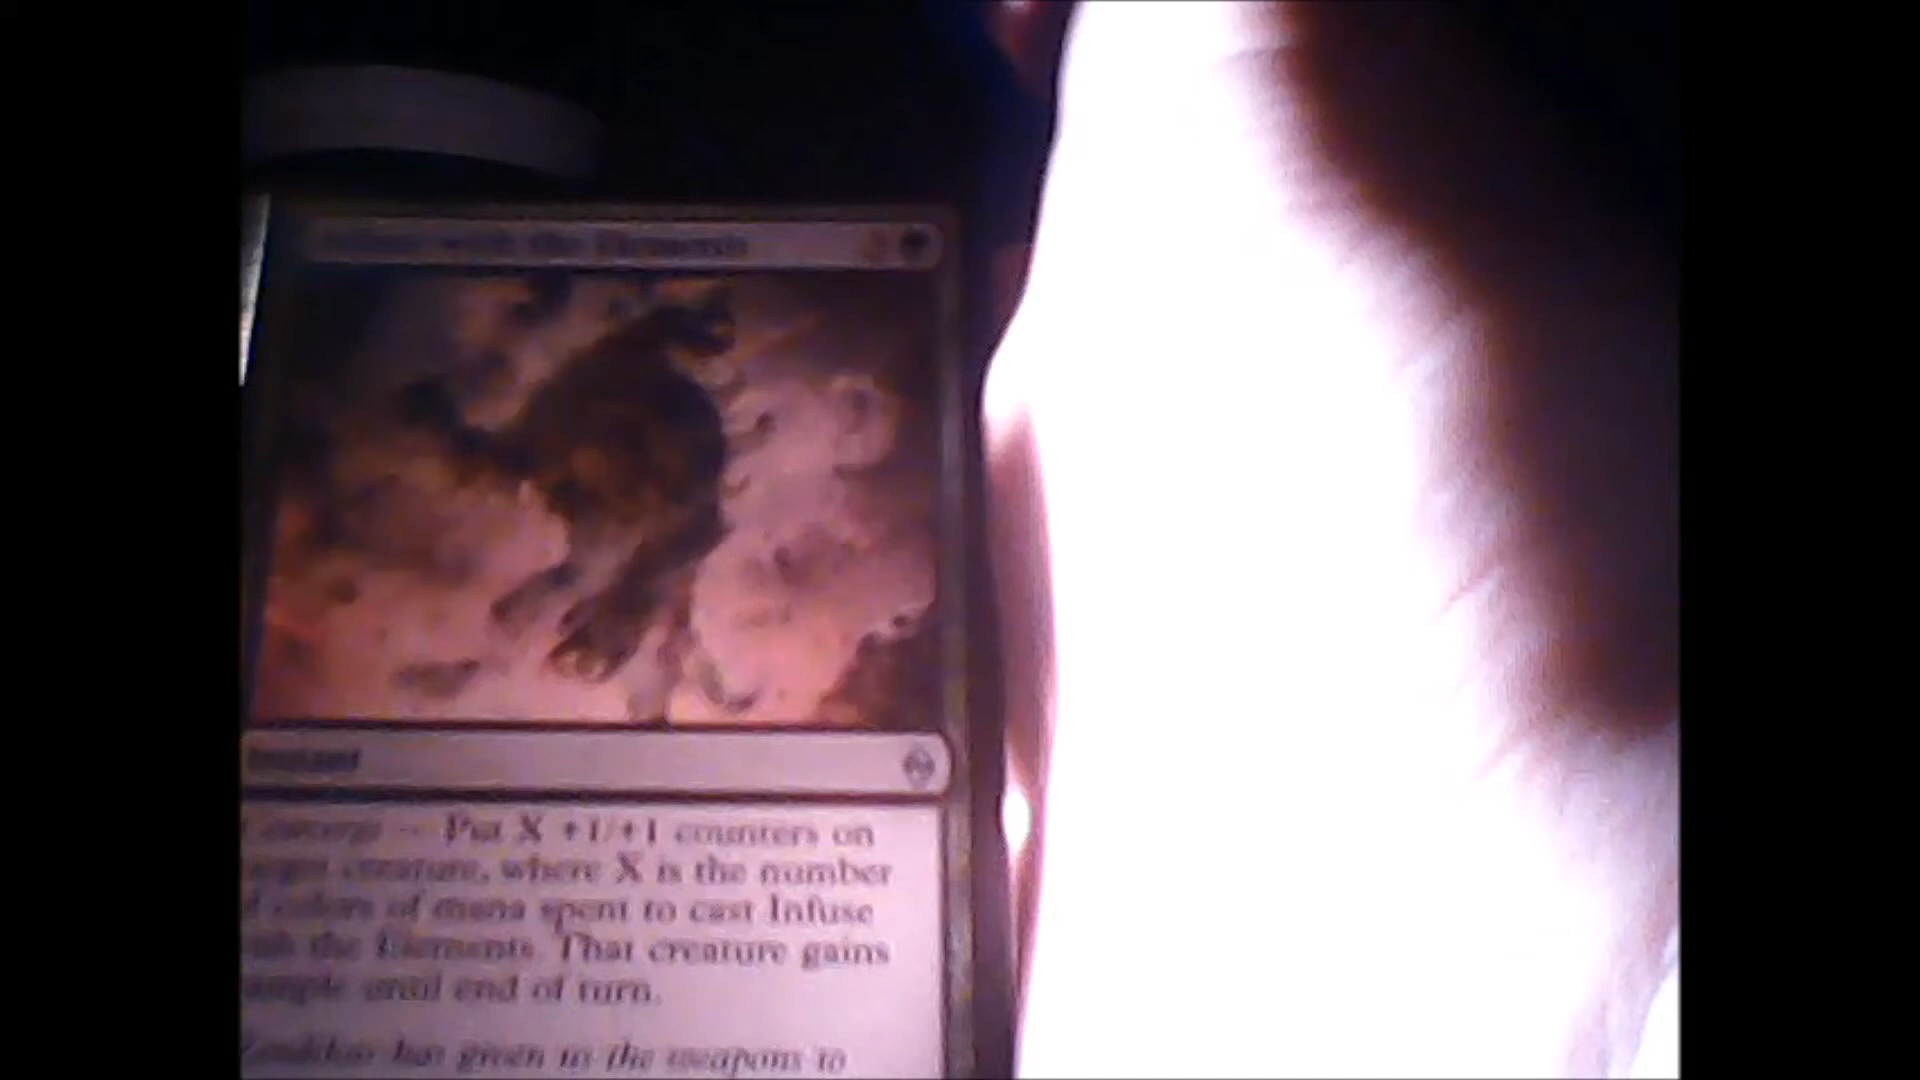 Infuse with the Elements
Instant
Converge – Put X +1/+1 counters on
target creature, where X is the number
of colors of mana spent to cast Infuse
with the Elements. That creature gains
trample until end of turn.
Zendikar has given us the weapons to